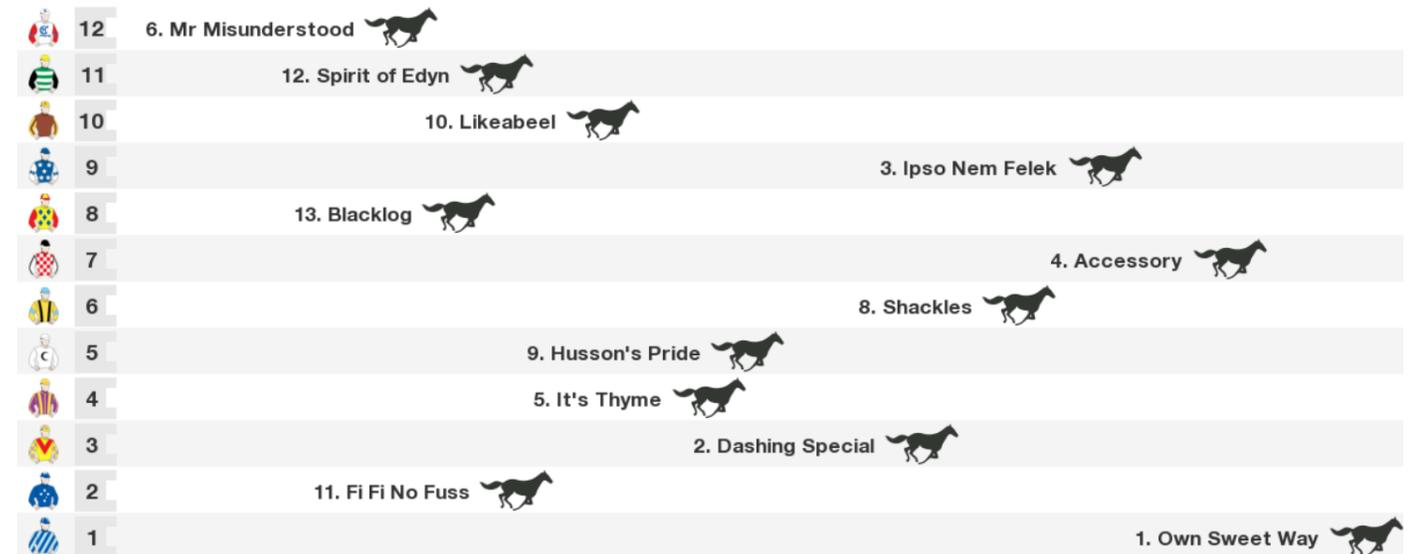 12 6. Mr Misunderstood
11 12. Spirit of Edyn
10 10. Likeabeel
9 3. Ipso Nem Felek
8 13. Blacklog
7 4. Accessory
6 8. Shackles
C 5 9. Husson's Pride
4 5. It's Thyme
3 2. Dashing Special
2 11. Fi Fi No Fuss
1 1. Own Sweet Way